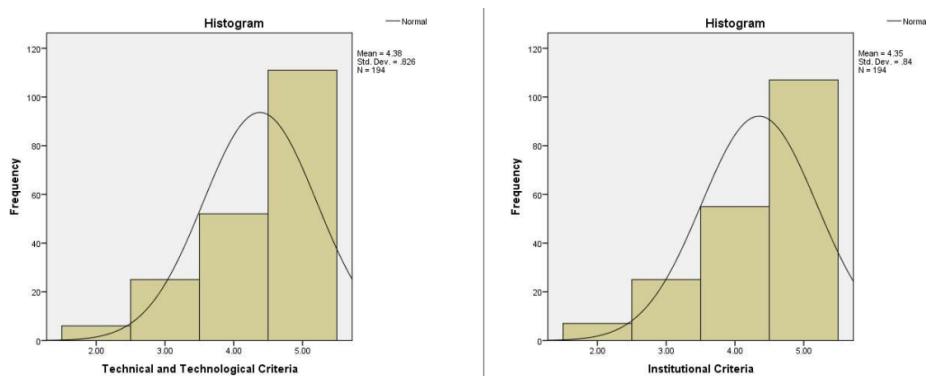 Histogram
Normal
Mean = 4.38
Std. Dev. = .826
N = 194
120
100
80
60
40
20
0
Frequency
2.00 3.00 4.00 5.00
Technical and Technological Criteria
Histogram
Norma
Mean = 4.35
Std. Dev. = .84
N = 194
120
100
80
60
40
20
0
Frequency
2.00 3.00 4.00 5.00
Institutional Criteria